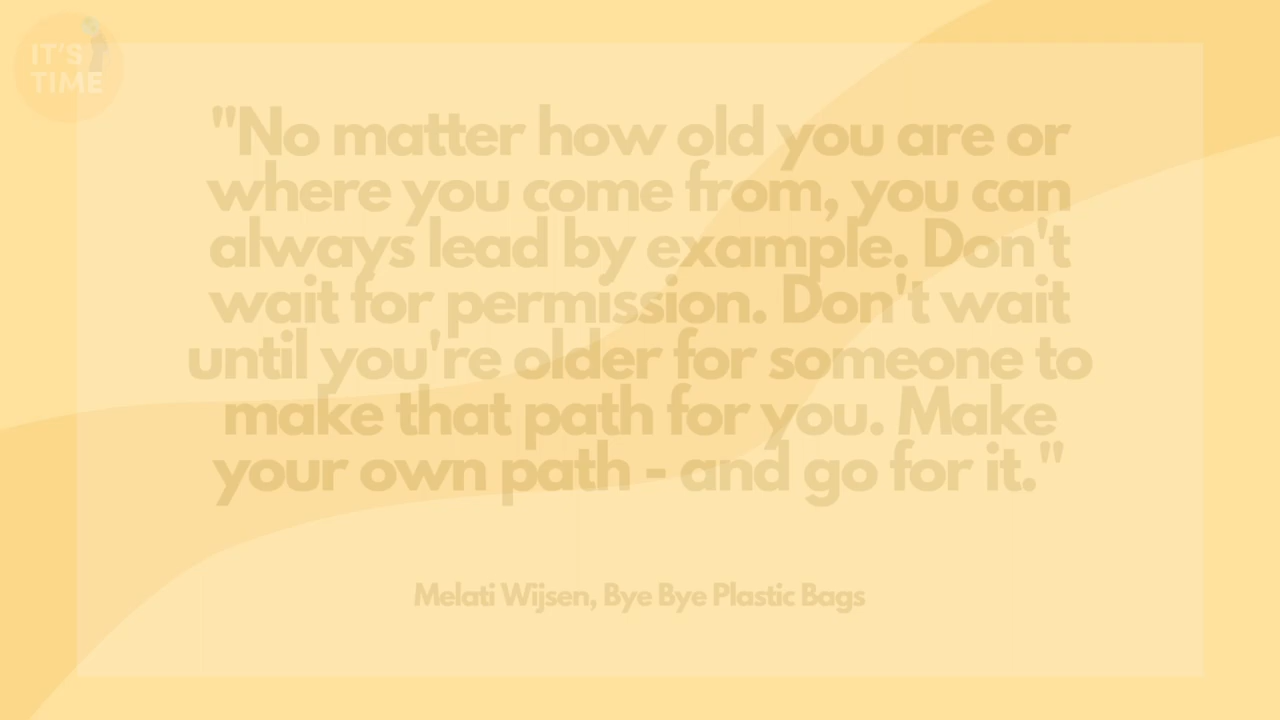 IT'S
TIME
"No matter how old you are or
where you come from, you can
always lead by example. Don't
wait for permission. Don't wait
until you're older for someone to
make that path for you. Make
your own path - and go for it."
Melati Wijsen, Bye Bye Plastic Bags